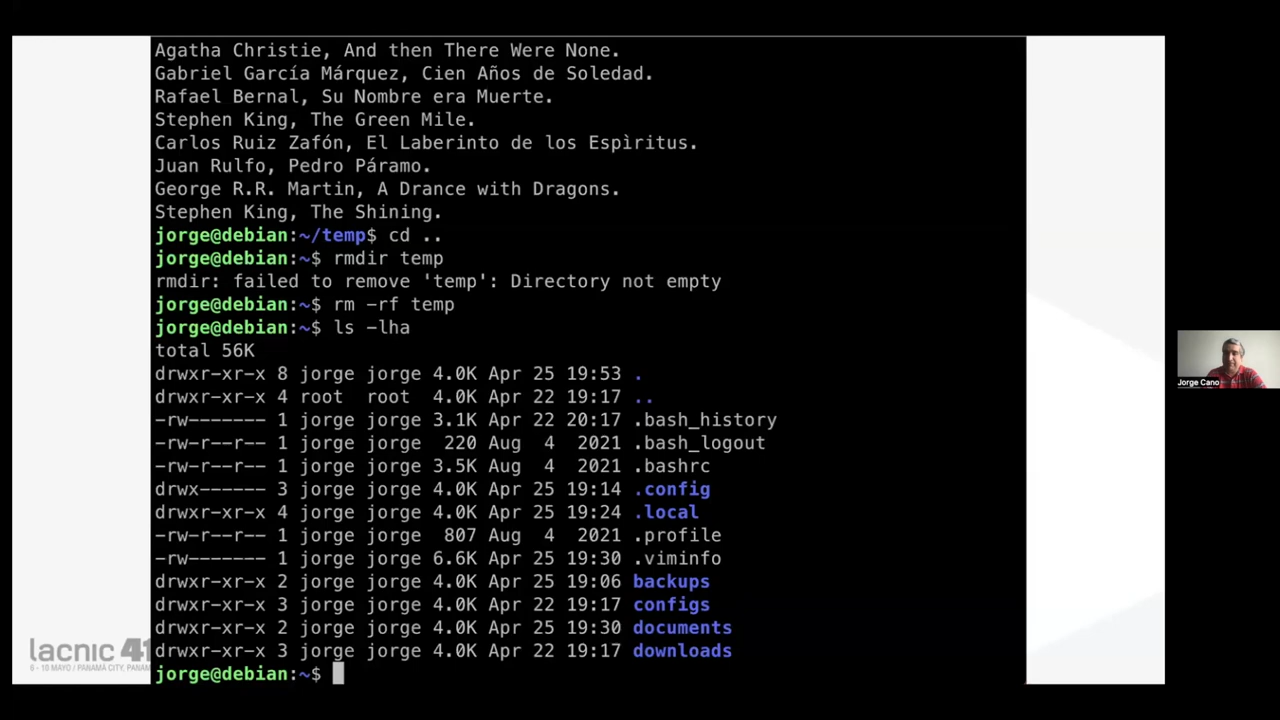 Agatha Christie, And then There Were None.
Gabriel García Márquez, Cien Años de Soledad.
Rafael Bernal, Su Nombre era Muerte.
Stephen King, The Green Mile.
Carlos Ruiz Zafón, El Laberinto de los Espìritus.
Juan Rulfo, Pedro Páramo.
George R.R. Martin, A Drance with Dragons.
Stephen King, The Shining.
jorge@debian:~/temp$ cd ..
jorge@debian:~$ rmdir temp
rmdir: failed to remove 'temp': Directory not empty
jorge@debian:~$ rm -rf temp
jorge@debian:~$ ls -lha
total 56K
drwxr-xr-x 8 jorge jorge 4.0K Apr 25 19:53 .
drwxr-xr-x 4 root  root  4.0K Apr 22 19:17 ..
-rw------- 1 jorge jorge 3.1K Apr 22 20:17 .bash_history
-rw-r--r-- 1 jorge jorge  220 Aug  4  2021 .bash_logout
-rw-r--r-- 1 jorge jorge 3.5K Aug  4  2021 .bashrc
drwx------ 3 jorge jorge 4.0K Apr 25 19:14 .config
drwxr-xr-x 4 jorge jorge 4.0K Apr 25 19:24 .local
-rw-r--r-- 1 jorge jorge  807 Aug  4  2021 .profile
-rw------- 1 jorge jorge 6.6K Apr 25 19:30 .viminfo
drwxr-xr-x 2 jorge jorge 4.0K Apr 25 19:06 backups
drwxr-xr-x 3 jorge jorge 4.0K Apr 22 19:17 configs
drwxr-xr-x 2 jorge jorge 4.0K Apr 25 19:30 documents
drwxr-xr-x 3 jorge jorge 4.0K Apr 22 19:17 downloads
jorge@debian:~$
lacnic 41
6 - 10 MAYO / PANAMÁ CITY, PANAM
Jorge Cano